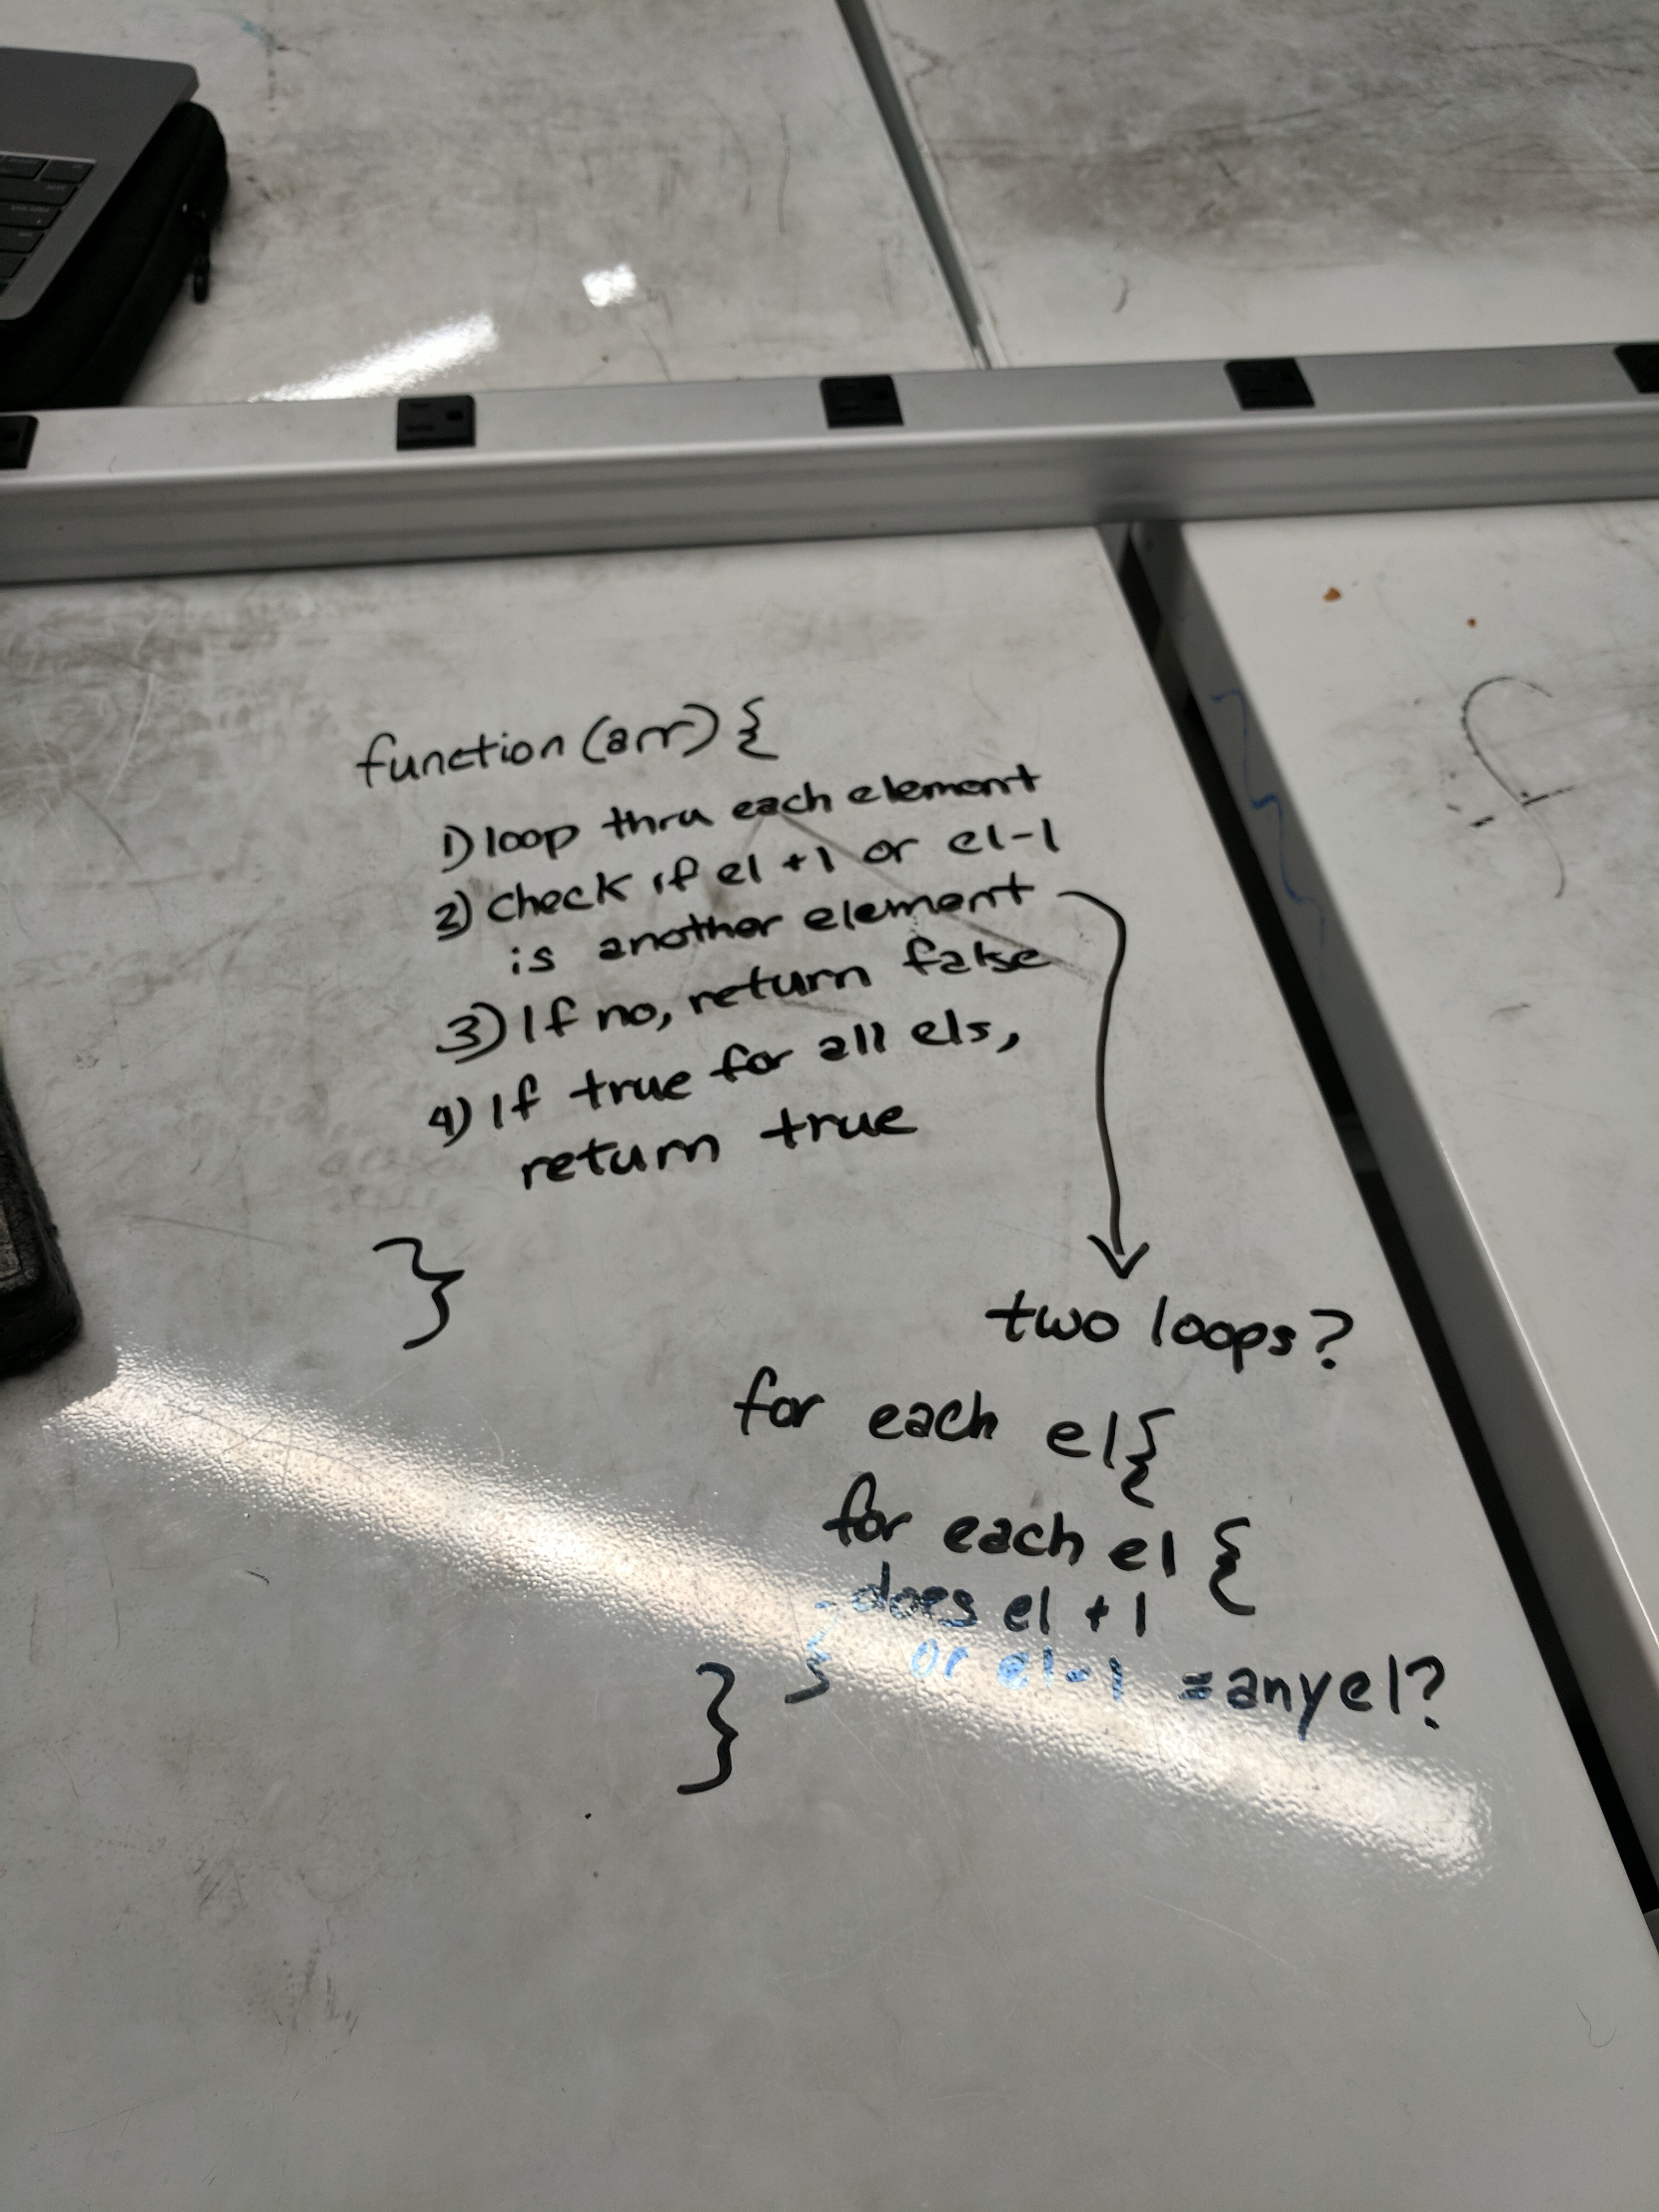 function(arr){
1) loop thru each element
2) check if el +1 or el-1
is another element
3) If no, return false
4) If true for all els,
return true
}
two loops?
for each el{
for each el {
- does el +1
} or el-1 = any el?
}